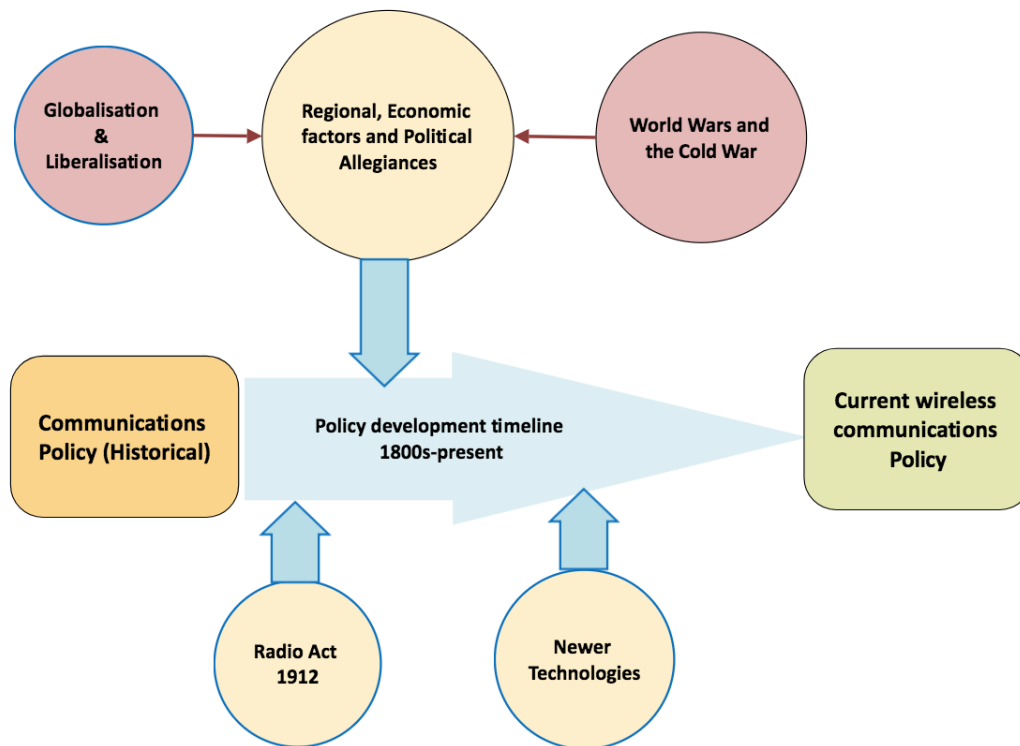 Globalisation
&
Liberalisation
Regional, Economic
factors and Political
Allegiances
World Wars and
the Cold War
Communications
Policy (Historical)
Policy development timeline
1800s-present
Current wireless
communications
Policy
Radio Act
1912
Newer
Technologies